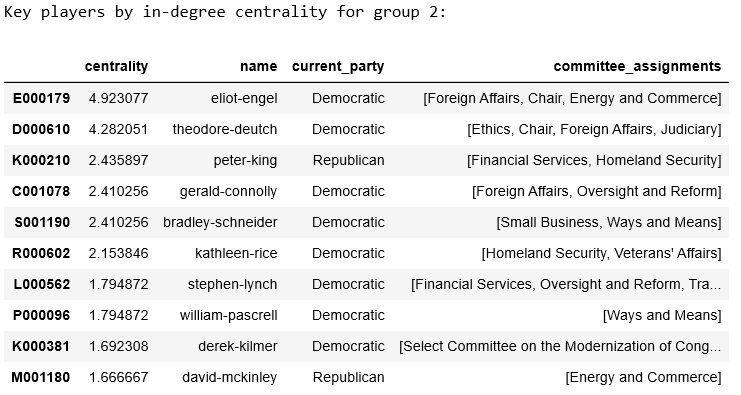 Key players by in-degree centrality for group 2:
centrality name current_party committee_assignments
E000179 4.923077 eliot-engel Democratic [Foreign Affairs, Chair, Energy and Commerce]
D000610 4.282051 theodore-deutch Democratic [Ethics, Chair, Foreign Affairs, Judiciary]
K000210 2.435897 peter-king Republican [Financial Services, Homeland Security]
C001078 2.410256 gerald-connolly Democratic [Foreign Affairs, Oversight and Reform]
S001190 2.410256 bradley-schneider Democratic [Small Business, Ways and Means]
R000602 2.153846 kathleen-rice Democratic [Homeland Security, Veterans' Affairs]
L000562 1.794872 stephen-lynch Democratic [Financial Services, Oversight and Reform, Tra...
P000096 1.794872 william-pascrell Democratic [Ways and Means]
K000381 1.692308 derek-kilmer Democratic [Select Committee on the Modernization of Cong...
M001180 1.666667 david-mckinley Republican [Energy and Commerce]